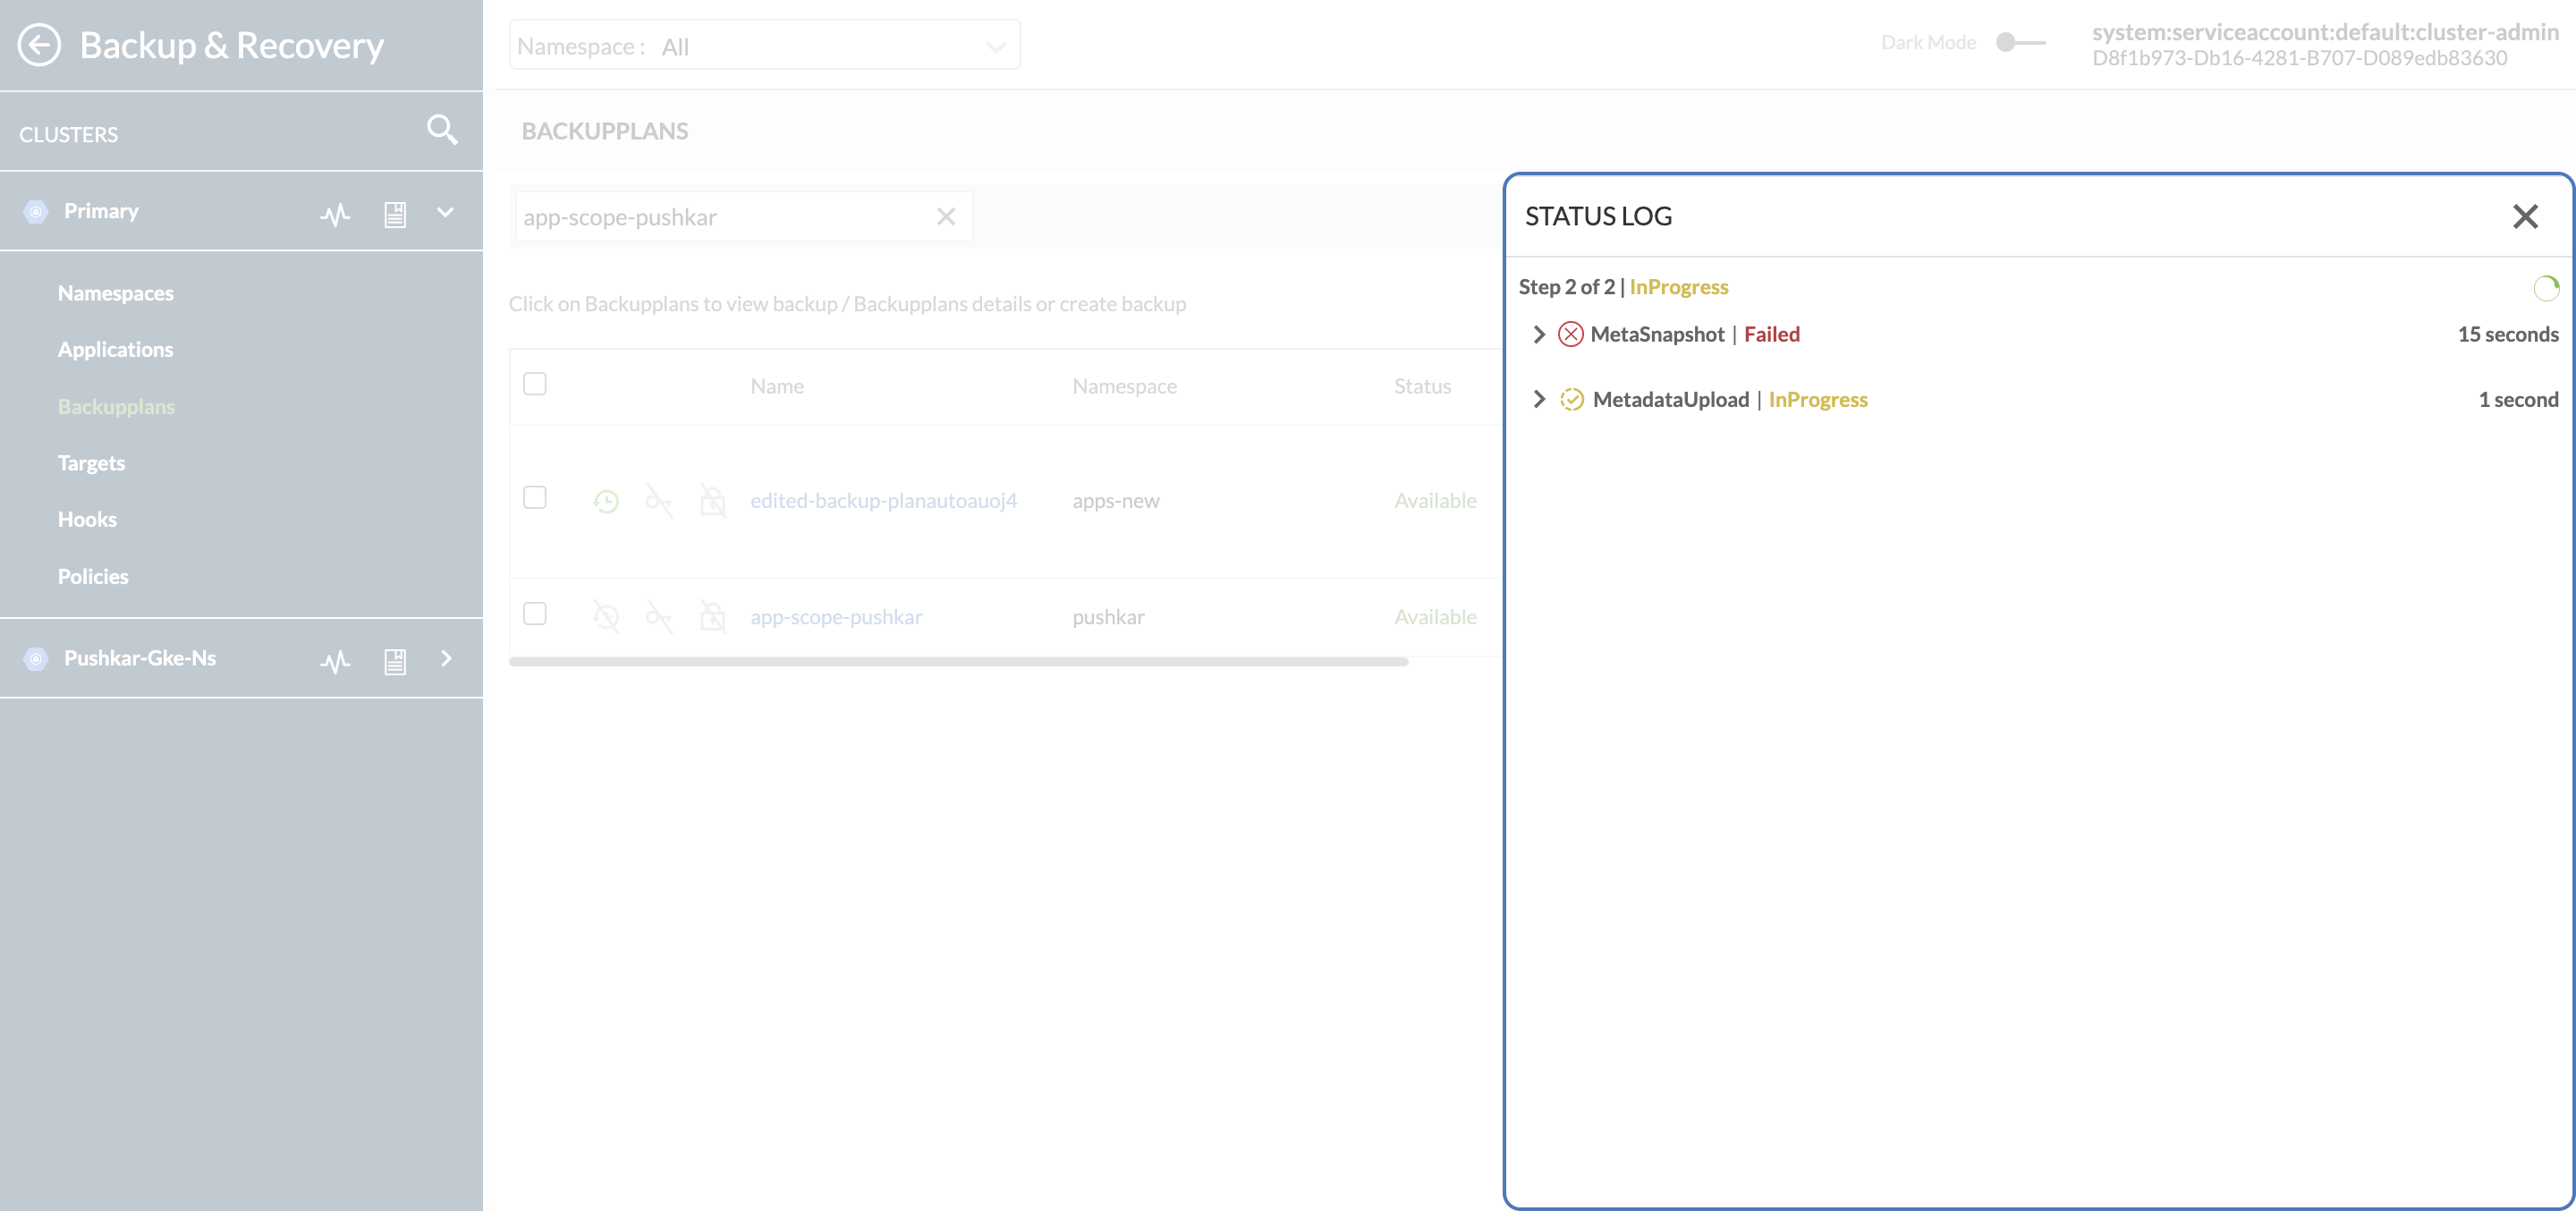 Backup & Recovery
CLUSTERS
Primary
Namespaces
Applications
Backupplans
Targets
Hooks
Policies
Pushkar-Gke-Ns
Namespace : All
Dark Mode
system:serviceaccount:default:cluster-admin
D8f1b973-Db16-4281-B707-D089edb83630
BACKUPPLANS
app-scope-pushkar
Click on Backupplans to view backup / Backupplans details or create backup
Name Namespace Status
edited-backup-planautoauoj4 apps-new Available
app-scope-pushkar pushkar Available
STATUS LOG
Step 2 of 2 | InProgress
MetaSnapshot | Failed 15 seconds
MetadataUpload | InProgress 1 second